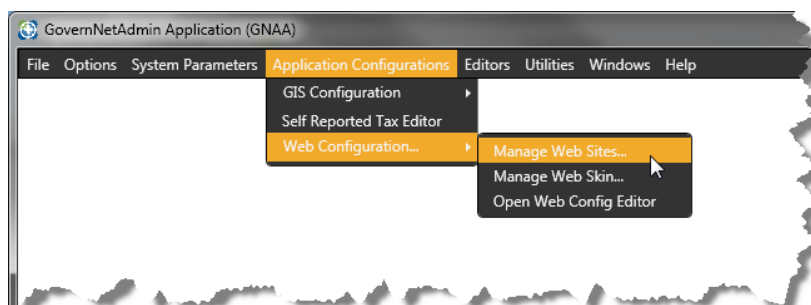 GovernNetAdmin Application (GNAA)
File Options System Parameters Application Configurations Editors Utilities Windows Help
GIS Configuration
Self Reported Tax Editor
Web Configuration...
Manage Web Sites...
Manage Web Skin...
Open Web Config Editor